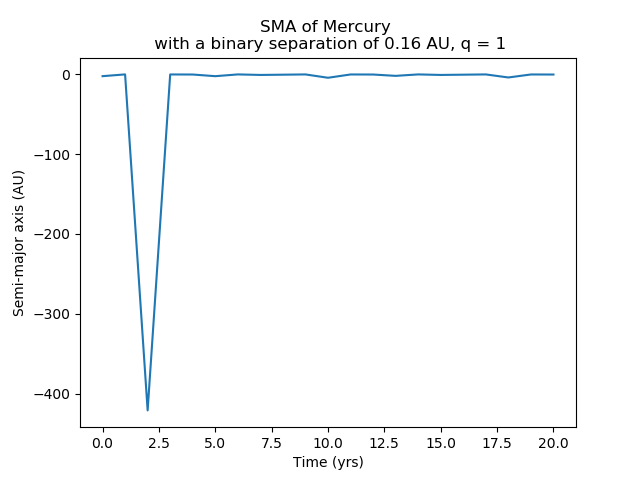 SMA of Mercury
with a binary separation of 0.16 AU, q = 1
0
−100
−200
−300
−400
Semi-major axis (AU)
0.0 2.5 5.0 7.5 10.0 12.5 15.0 17.5 20.0
Time (yrs)